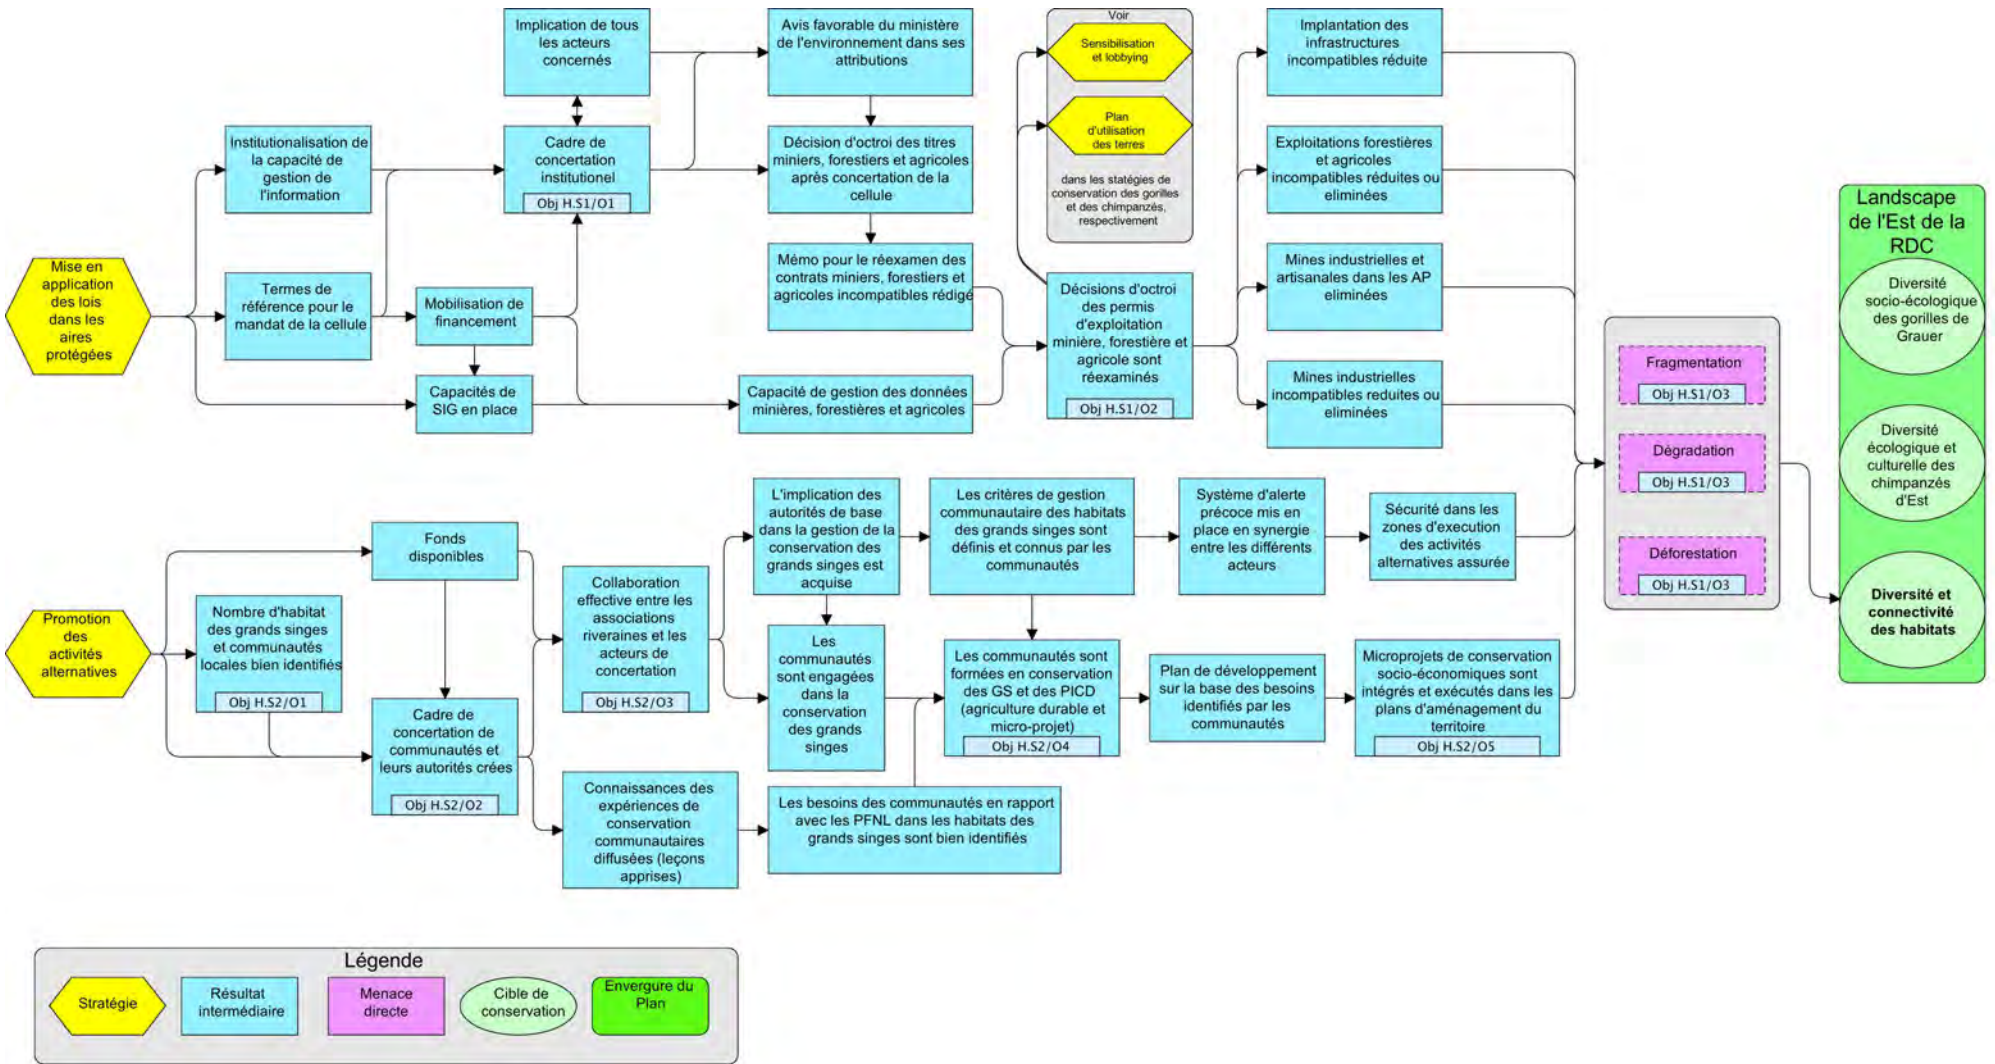 Mise en
application
des lois
dans les
aires
protégées
Institutionalisation de
la capacité de
gestion de
l'information
Termes de
référence pour le
mandat de la cellule
Mobilisation de
financement
Capacités de
SIG en place
Implication de tous
les acteurs
concernés
Cadre de
concertation
institutionel
Obj H.S1/O1
Avis favorable du ministère
de l'environnement dans ses
attributions
Décision d'octroi des titres
miniers, forestiers et agricoles
après concertation de la
cellule
Mémo pour le réexamen des
contrats miniers, forestiers et
agricoles incompatibles rédigé
Capacité de gestion des données
minières, forestières et agricoles
Voir
Sensibilisation
et lobbying
Plan
d'utilisation
des terres
dans les statégies de
conservation des gorilles
et des chimpanzés,
respectivement
Décisions d'octroi
des permis
d'exploitation
minière, forestière et
agricole sont
réexaminés
Obj H.S1/O2
Implantation des
infrastructures
incompatibles réduite
Exploitations forestières
et agricoles
incompatibles réduites ou
eliminées
Mines industrielles et
artisanales dans les AP
eliminées
Mines industrielles
incompatibles reduites ou
eliminées
Fragmentation
Obj H.S1/O3
Dégradation
Obj H.S1/O3
Déforestation
Obj H.S1/O3
Landscape
de l'Est de la
RDC
Diversité
socio-écologique
des gorilles de
Grauer
Diversité
écologique et
culturelle des
chimpanzés
d'Est
Diversité et
connectivité
des habitats
Promotion
des
activités
alternatives
Nombre d'habitat
des grands singes
et communautés
locales bien identifiés
Obj H.S2/O1
Fonds
disponibles
Cadre de
concertation de
communautés et
leurs autorités crées
Obj H.S2/O2
Collaboration
effective entre les
associations
riveraines et les
acteurs de
concertation
Obj H.S2/O3
Connaissances des
expériences de
conservation
communautaires
diffusées (leçons
apprises)
L'implication des
autorités de base
dans la gestion de la
conservation des
grands singes est
acquise
Les
communautés
sont engagées
dans la
conservation
des grands
singes
Les besoins des communautés en rapport
avec les PFNL dans les habitats des
grands singes sont bien identifiés
Les critères de gestion
communautaire des habitats
des grands singes sont
définis et connus par les
communautés
Les communautés sont
formées en conservation
des GS et des PICD
(agriculture durable et
micro-projet)
Obj H.S2/O4
Système d'alerte
précoce mis en
place en synergie
entre les différents
acteurs
Plan de développement
sur la base des besoins
identifiés par les
communautés
Sécurité dans les
zones d'execution
des activités
alternatives assurée
Microprojets de conservation
socio-économiques sont
intégrés et exécutés dans les
plans d'aménagement du
territoire
Obj H.S2/O5
Légende
Stratégie
Résultat
intermédiaire
Menace
directe
Cible de
conservation
Envergure du
Plan